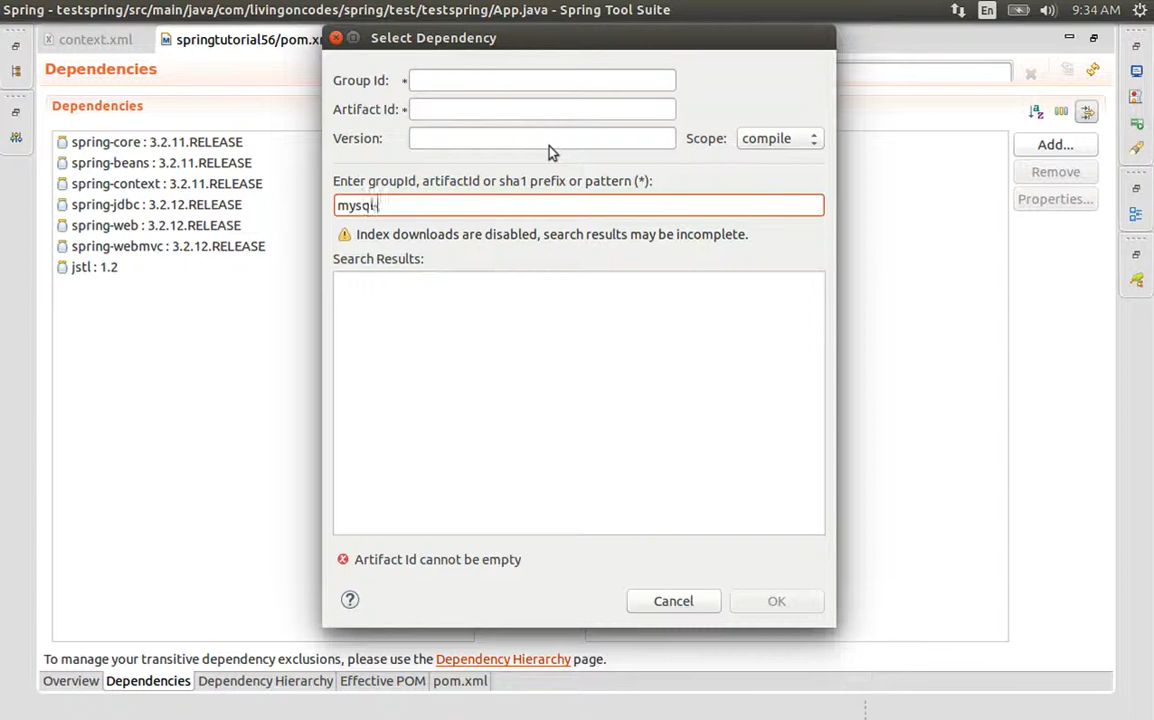 Spring - testspring/src/main/java/com/livingoncodes/spring/test/testspring/App.java - Spring Tool Suite
En
9:34 AM
context.xml
springtutorial56/pom.x
Select Dependency
Dependencies
Group Id: *
Artifact Id: *
Version:
Scope: compile
Dependencies
Enter groupId, artifactId or sha1 prefix or pattern (*):
mysql
Index downloads are disabled, search results may be incomplete.
Search Results:
spring-core : 3.2.11.RELEASE
spring-beans : 3.2.11.RELEASE
spring-context : 3.2.11.RELEASE
spring-jdbc : 3.2.12.RELEASE
spring-web : 3.2.12.RELEASE
spring-webmvc : 3.2.12.RELEASE
jstl : 1.2
Add...
Remove
Properties...
Artifact Id cannot be empty
Cancel
OK
To manage your transitive dependency exclusions, please use the Dependency Hierarchy page.
Overview
Dependencies
Dependency Hierarchy
Effective POM
pom.xml